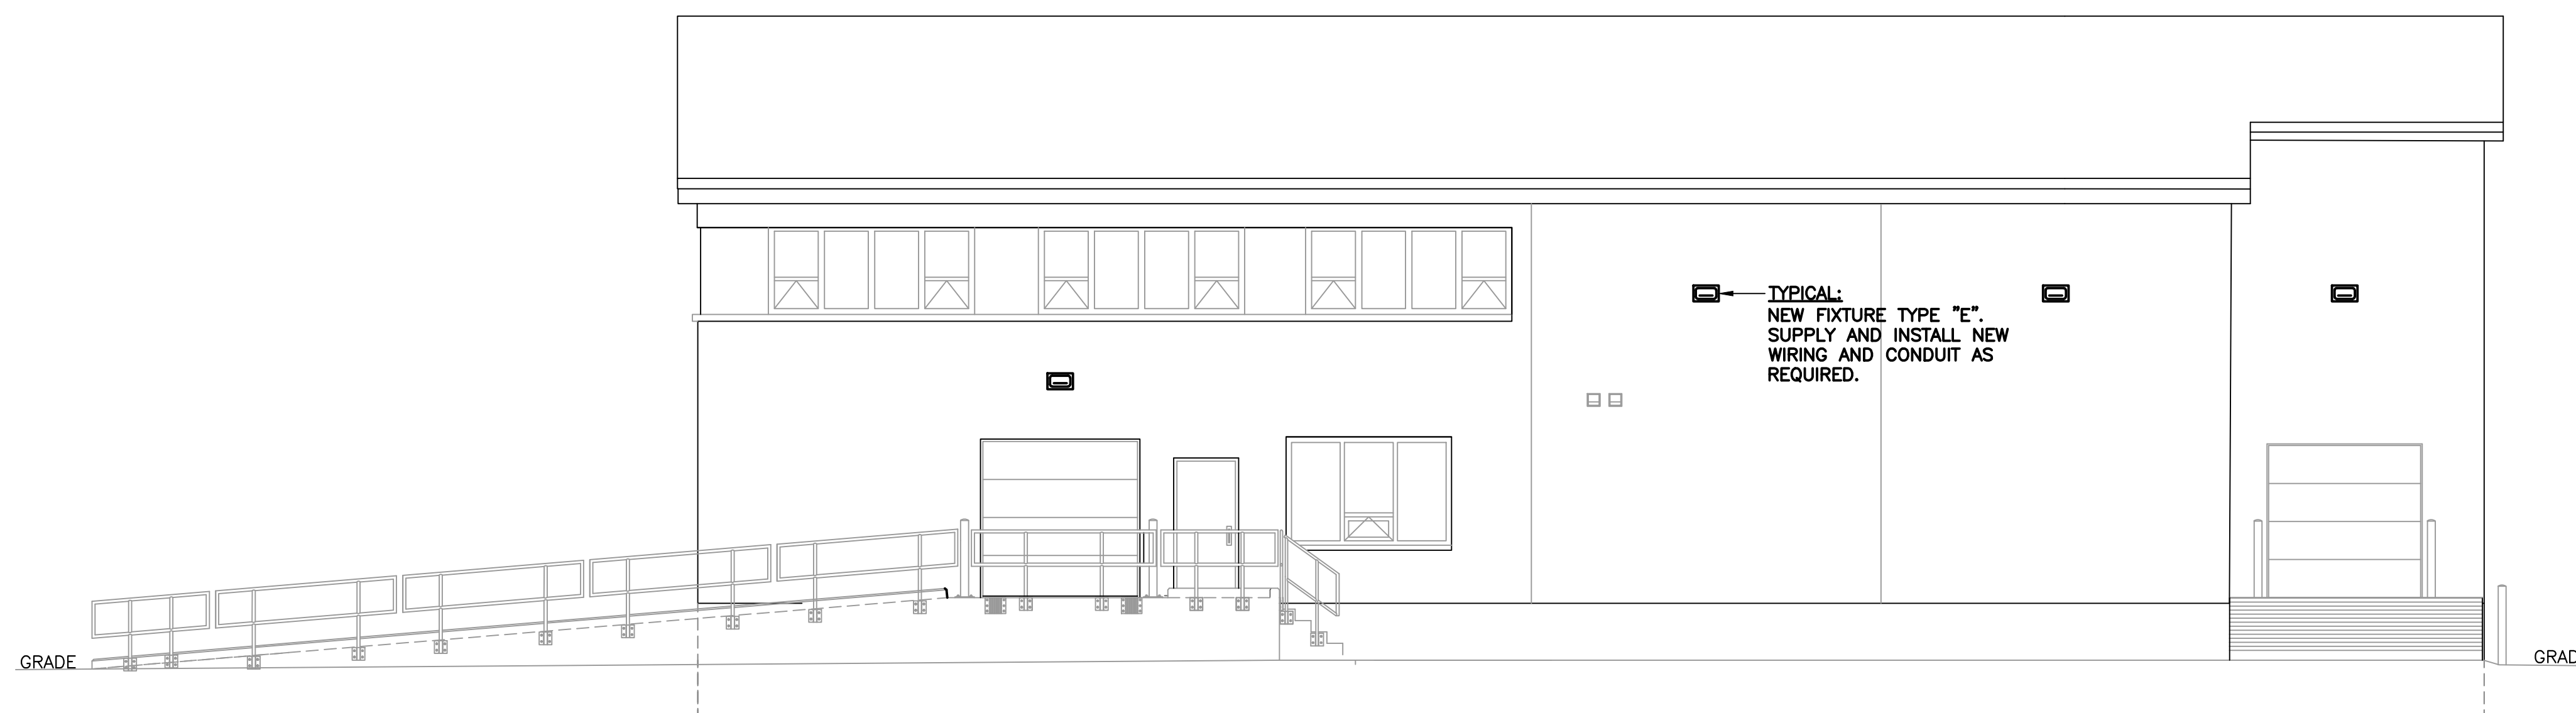 TYPICAL:
NEW FIXTURE TYPE "E".
SUPPLY AND INSTALL NEW
WIRING AND CONDUIT AS
REQUIRED.
GRADE
GRAD